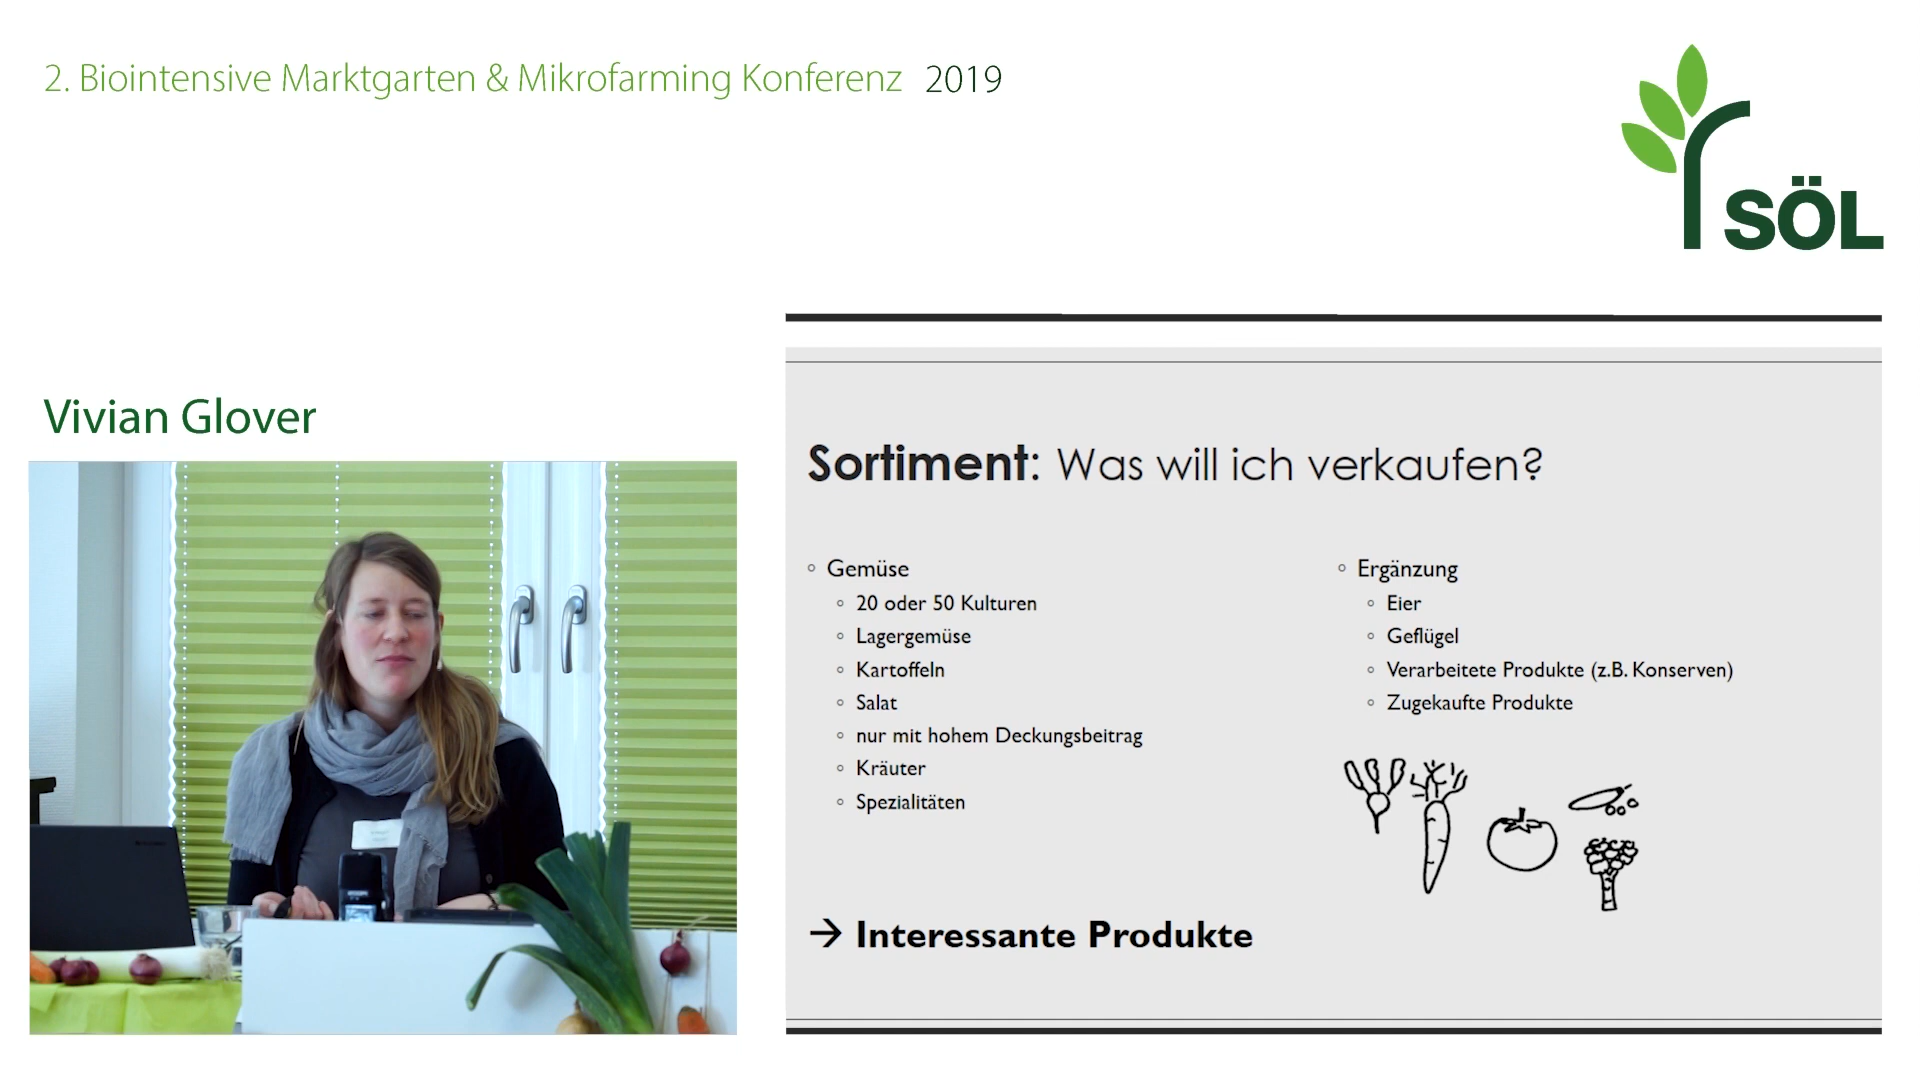 2. Biointensive Marktgarten & Mikrofarming Konferenz 2019
SÖL
Vivian Glover
Sortiment: Was will ich verkaufen?
◦ Gemüse
◦ 20 oder 50 Kulturen
◦ Lagergemüse
◦ Kartoffeln
◦ Salat
◦ nur mit hohem Deckungsbeitrag
◦ Kräuter
◦ Spezialitäten
◦ Ergänzung
◦ Eier
◦ Geflügel
◦ Verarbeitete Produkte (z.B. Konserven)
◦ Zugekaufte Produkte
→ Interessante Produkte